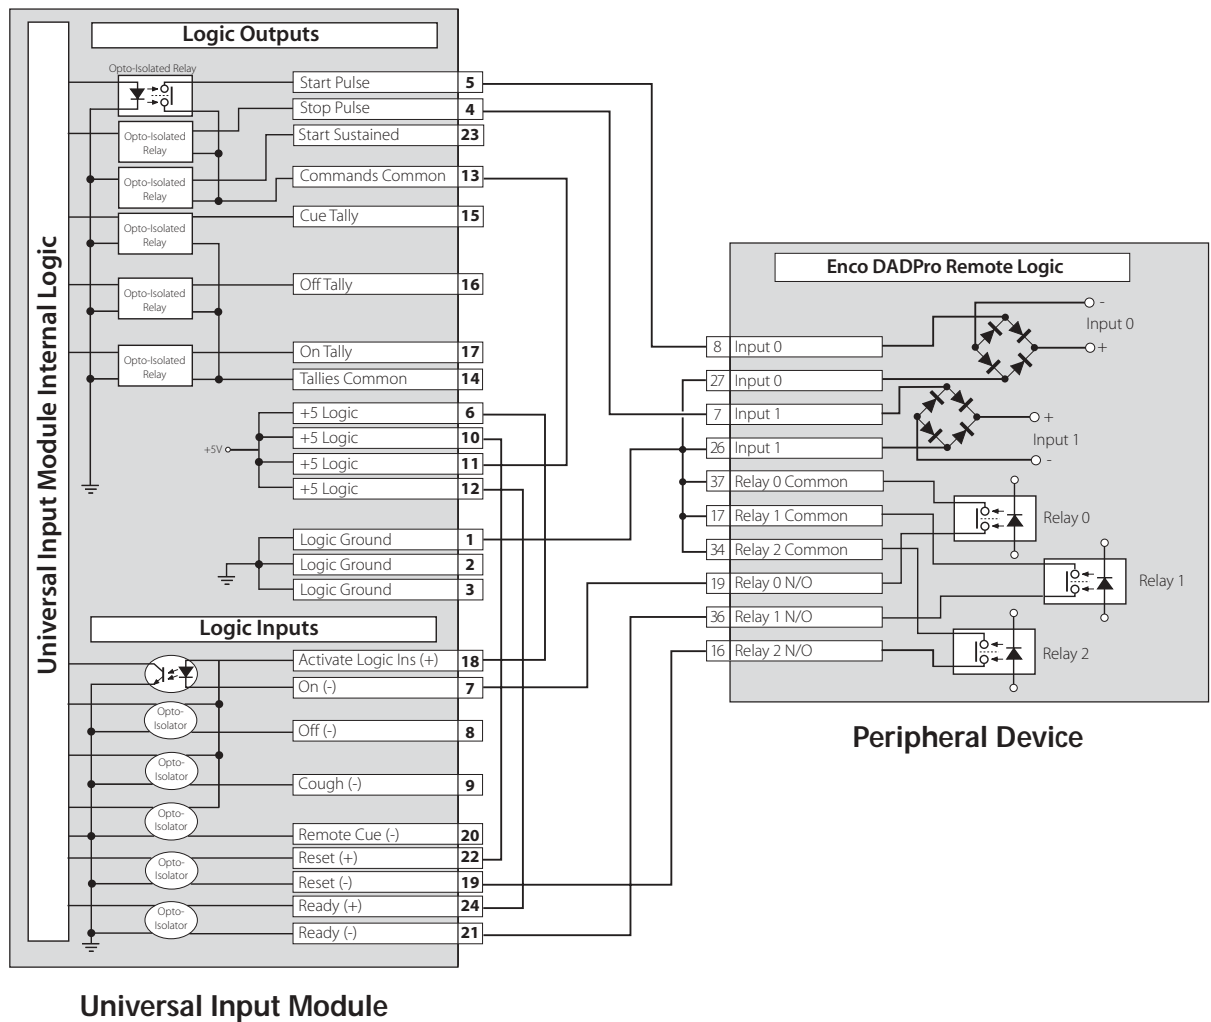 Universal Input Module Internal Logic
Logic Outputs
Opto-Isolated Relay
Start Pulse 5
Stop Pulse 4
Opto-Isolated
Relay
Start Sustained 23
Opto-Isolated
Relay
Commands Common 13
Cue Tally 15
Opto-Isolated
Relay
Off Tally 16
Opto-Isolated
Relay
On Tally 17
Opto-Isolated
Relay
Tallies Common 14
+5 Logic 6
+5 Logic 10
+5V
+5 Logic 11
+5 Logic 12
Logic Ground 1
Logic Ground 2
Logic Ground 3
Logic Inputs
Activate Logic Ins (+) 18
On (-) 7
Opto-
Isolator
Off (-) 8
Opto-
Isolator
Cough (-) 9
Opto-
Isolator
Remote Cue (-) 20
Reset (+) 22
Opto-
Isolator
Reset (-) 19
Ready (+) 24
Opto-
Isolator
Ready (-) 21
Universal Input Module
Enco DADPro Remote Logic
-
Input 0
+
8 Input 0
27 Input 0
7 Input 1
+
Input 1
-
26 Input 1
37 Relay 0 Common
17 Relay 1 Common
Relay 0
34 Relay 2 Common
19 Relay 0 N/O
Relay 1
36 Relay 1 N/O
16 Relay 2 N/O
Relay 2
Peripheral Device